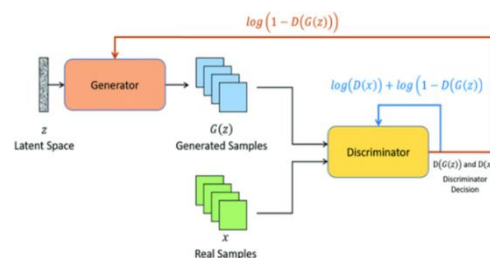 log(1 − D(G(z)))
Generator
z
Latent Space
G(z)
Generated Samples
log(D(x)) + log(1 − D(G(z))
Discriminator
D(G(z)) and D(x
Discriminator
Decision
x
Real Samples